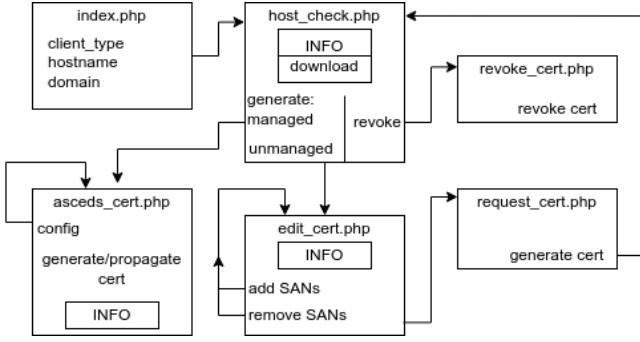 index.php
client_type
hostname
domain
host_check.php
INFO
download
generate:
managed
unmanaged
revoke
revoke_cert.php
revoke cert
asceds_cert.php
config
generate/propagate
cert
INFO
edit_cert.php
INFO
add SANs
remove SANs
request_cert.php
generate cert